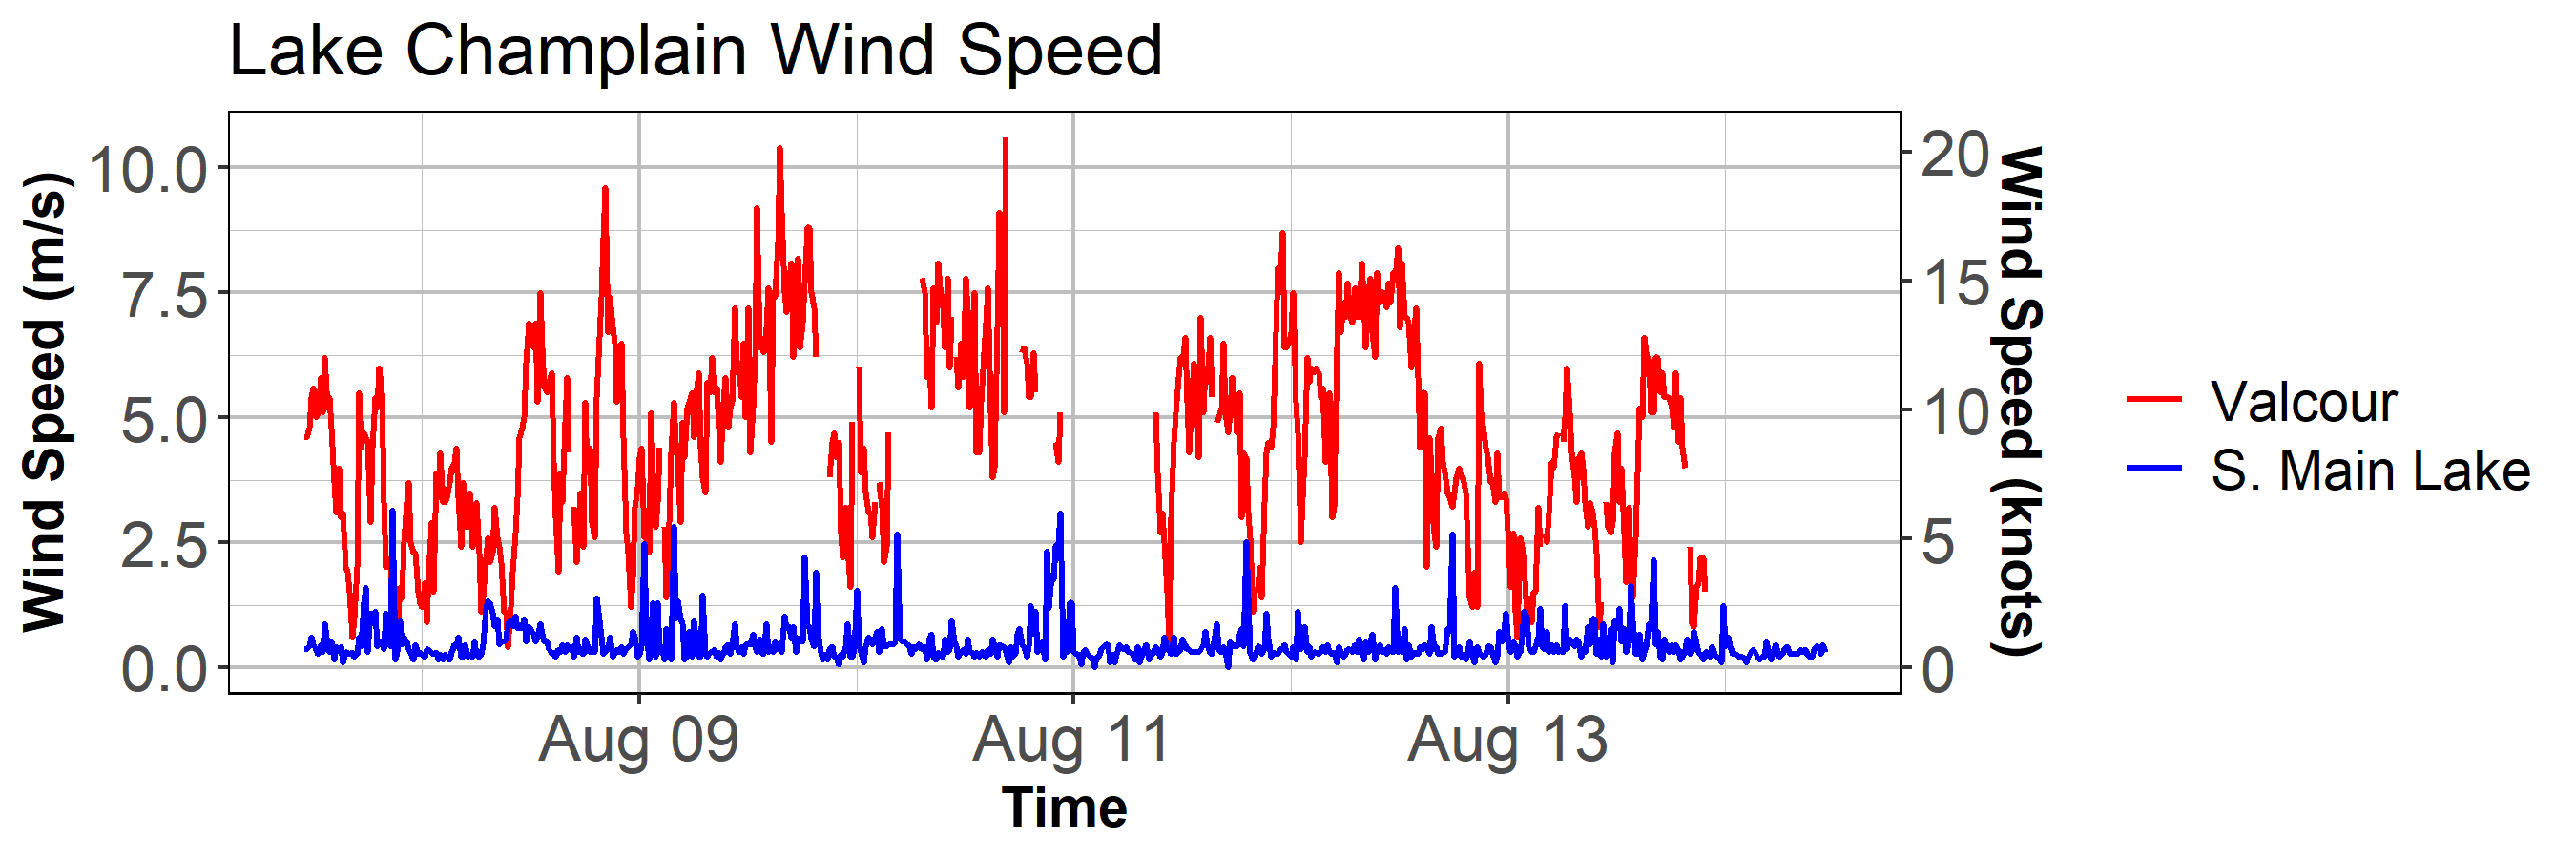 Lake Champlain Wind Speed
Wind Speed (m/s)
10.0
7.5
5.0
2.5
0.0
20
15
10
5
0
Wind Speed (knots)
Aug 09
Aug 11
Aug 13
Time
Valcour
S. Main Lake